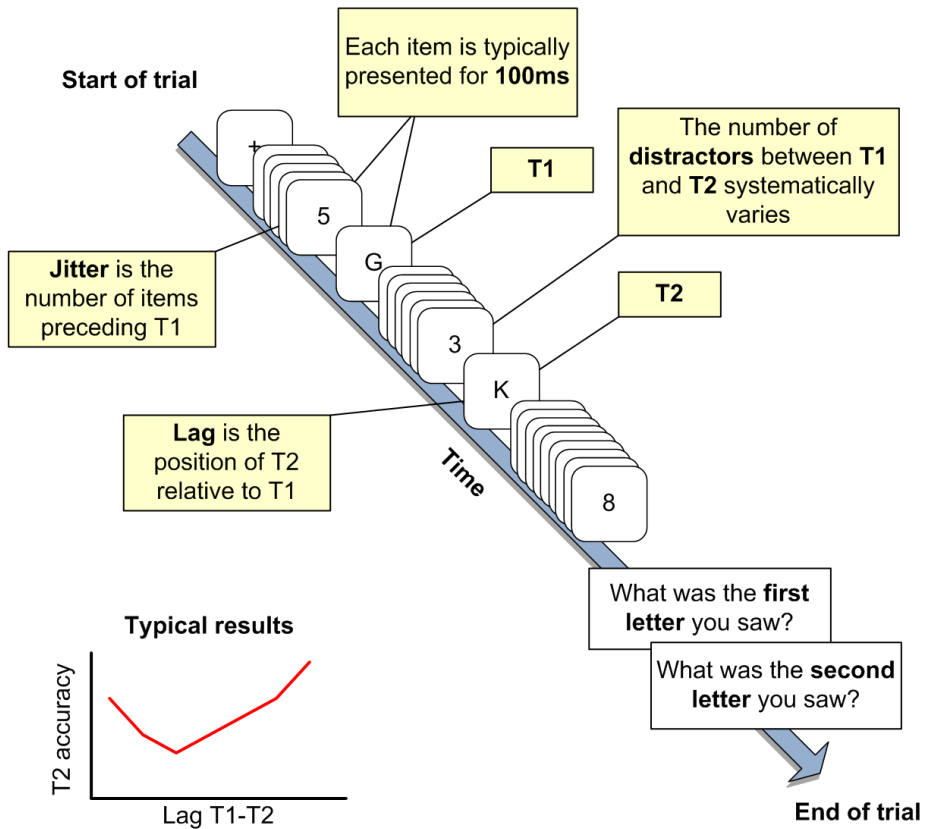 Each item is typically
presented for 100ms
Start of trial
The number of
distractors between T1
and T2 systematically
varies
+
T1
5
G
Jitter is the
number of items
preceding T1
T2
3
K
Lag is the
position of T2
relative to T1
Time
8
What was the first
letter you saw?
Typical results
What was the second
letter you saw?
T2 accuracy
Lag T1-T2
End of trial